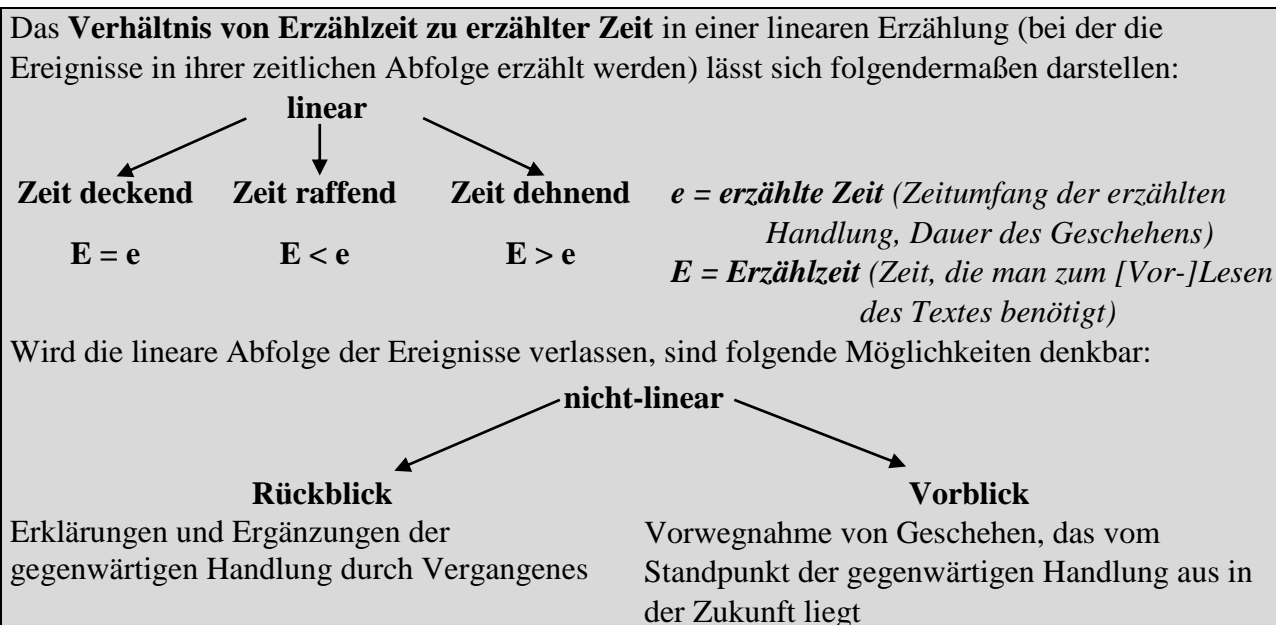 Das Verhältnis von Erzählzeit zu erzählter Zeit in einer linearen Erzählung (bei der die
Ereignisse in ihrer zeitlichen Abfolge erzählt werden) lässt sich folgendermaßen darstellen:
linear
Zeit deckend Zeit raffend Zeit dehnend
E = e E < e E > e
e = erzählte Zeit (Zeitumfang der erzählten
Handlung, Dauer des Geschehens)
E = Erzählzeit (Zeit, die man zum [Vor-]Lesen
des Textes benötigt)
Wird die lineare Abfolge der Ereignisse verlassen, sind folgende Möglichkeiten denkbar:
nicht-linear
Rückblick
Erklärungen und Ergänzungen der
gegenwärtigen Handlung durch Vergangenes
Vorblick
Vorwegnahme von Geschehen, das vom
Standpunkt der gegenwärtigen Handlung aus in
der Zukunft liegt